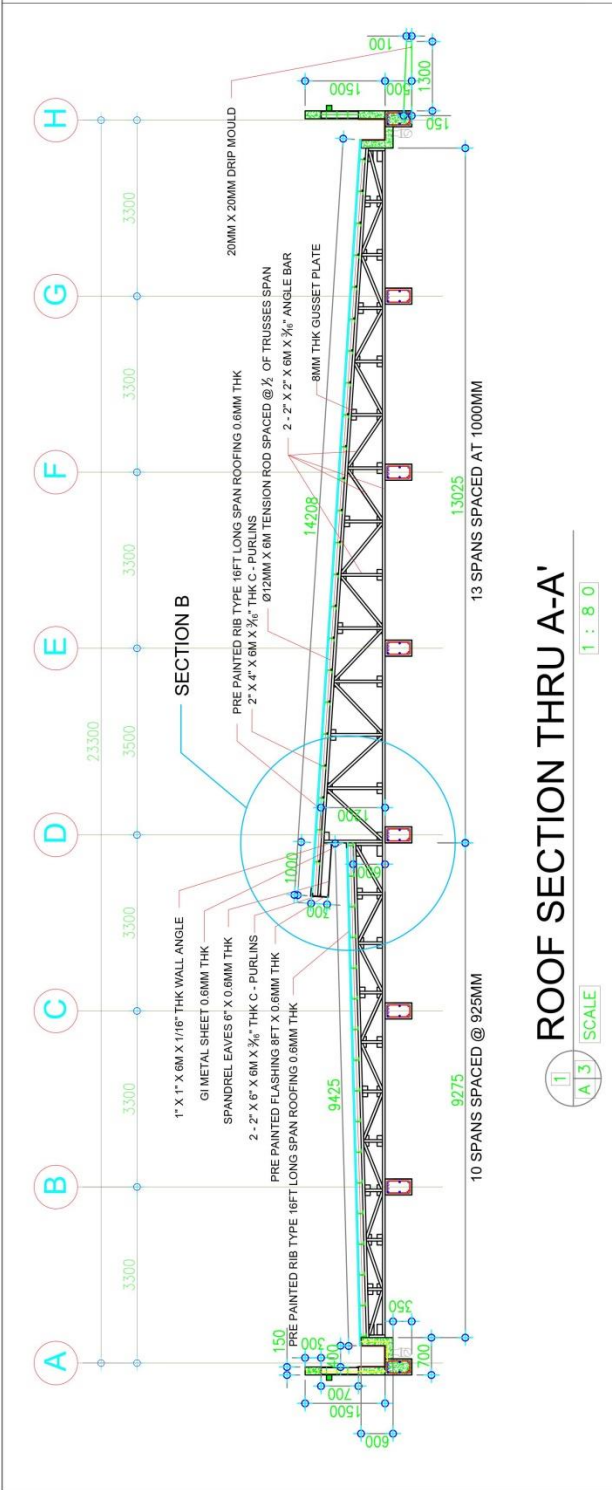 A
B
C
D
E
F
G
H
23300
3300
3300
3300
3500
3300
3300
3300
SECTION B
1" X 1" X 6M X 1/16" THK WALL ANGLE
GI METAL SHEET 0.6MM THK
SPANDREL EAVES 6" X 0.6MM THK
2 - 2" X 6" X 6M X 3/16" THK C - PURLINS
PRE PAINTED FLASHING 8FT X 0.6MM THK
PRE PAINTED RIB TYPE 16FT LONG SPAN ROOFING 0.6MM THK
PRE PAINTED RIB TYPE 16FT LONG SPAN ROOFING 0.6MM THK
2" X 4" X 6M X 3/16" THK C - PURLINS
Ø12MM X 6M TENSION ROD SPACED @ ½ OF TRUSSES SPAN
2 - 2" X 2" X 6M X 3/16" ANGLE BAR
8MM THK GUSSET PLATE
20MM X 20MM DRIP MOULD
150
300
400
700
1500
600
700
350
9425
1000
300
1200
600
14208
1500
500
100
1300
150
9275
13025
10 SPANS SPACED @ 925MM
13 SPANS SPACED AT 1000MM
1
A 3
ROOF SECTION THRU A-A'
SCALE
1 : 8 0